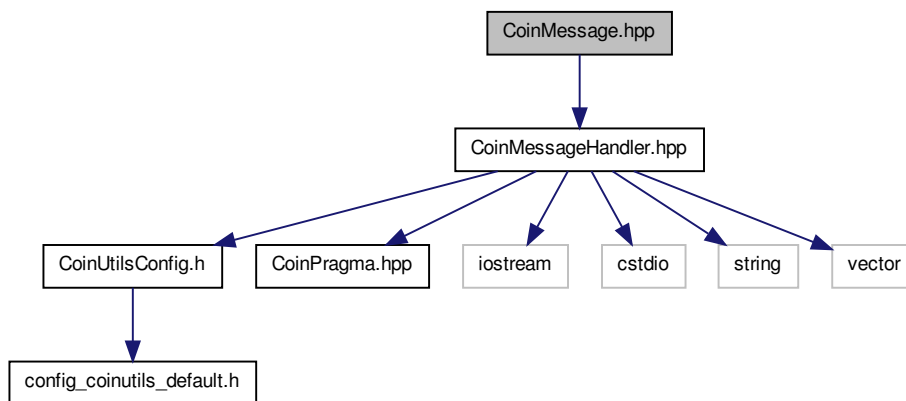 CoinMessage.hpp
CoinMessageHandler.hpp
CoinUtilsConfig.h
CoinPragma.hpp
iostream
cstdio
string
vector
config_coinutils_default.h